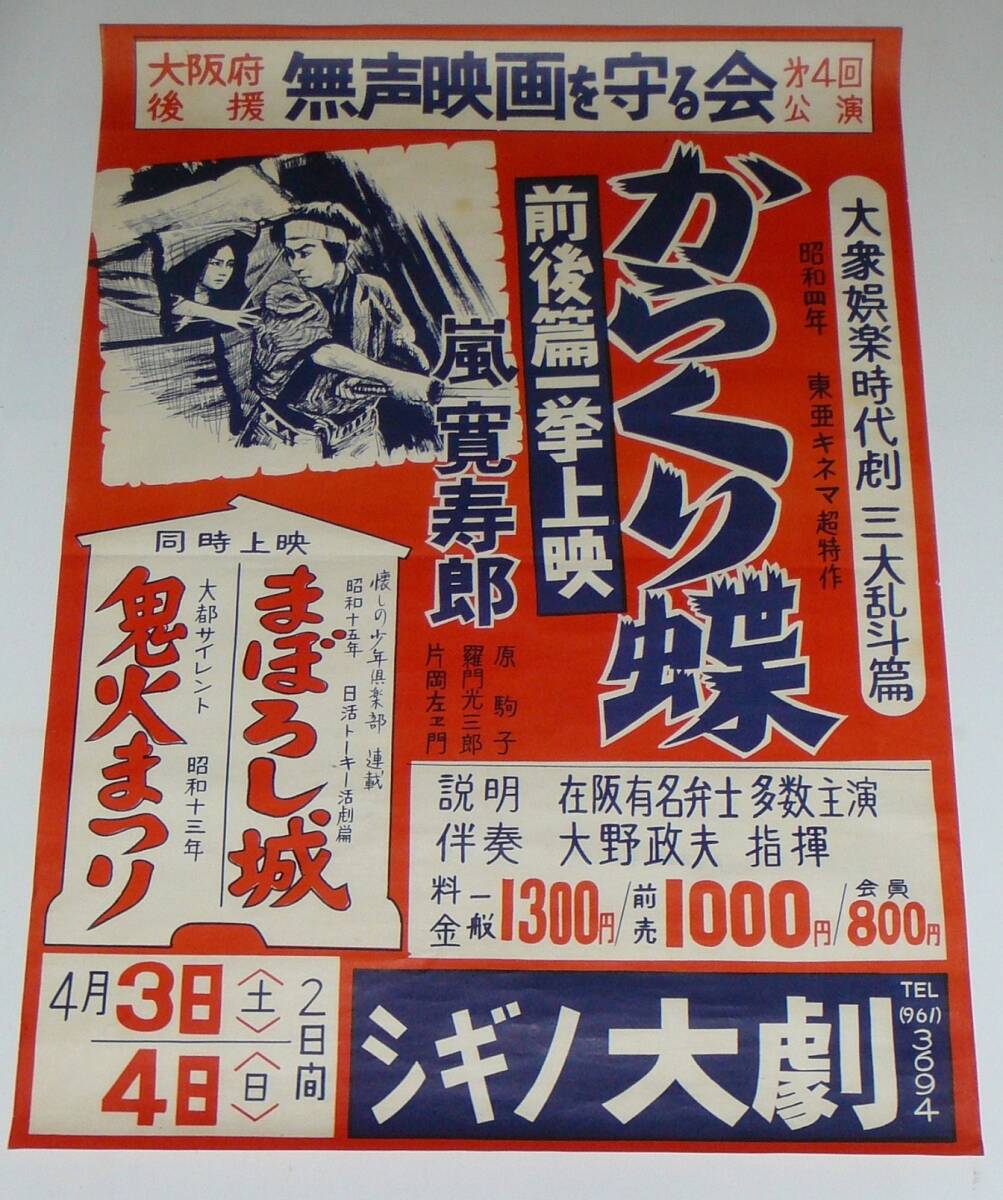 大阪府
後援
無声映画を守る会
㐧4回
公演
大衆娯楽時代劇 三大乱斗篇
昭和四年 東亜キネマ超特作
からくり蝶
前後篇一挙上映
嵐寛寿郎
原駒子
羅門光三郎
片岡左ヱ門
同時上映
懐しの少年倶楽部 連載
昭和十五年 日活トーキー活劇篇
まぼろし城
大都サイレント 昭和十三年
鬼火まつり
説明 在阪有名弁士多数主演
伴奏 大野政夫 指揮
料金 一般1300円/前売1000円/会員800円
4月3日〈土〉
4日〈日〉
2日間
シギノ大劇
TEL
(961)
3694